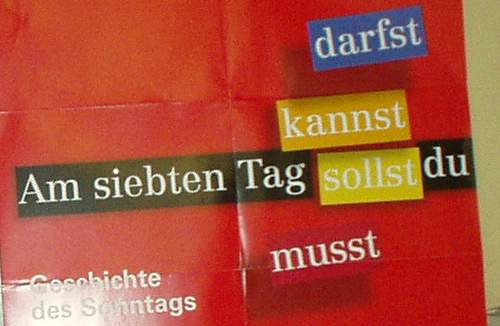 darfst
kannst
Am siebten Tag sollst du
musst
Geschichte
des Sonntags